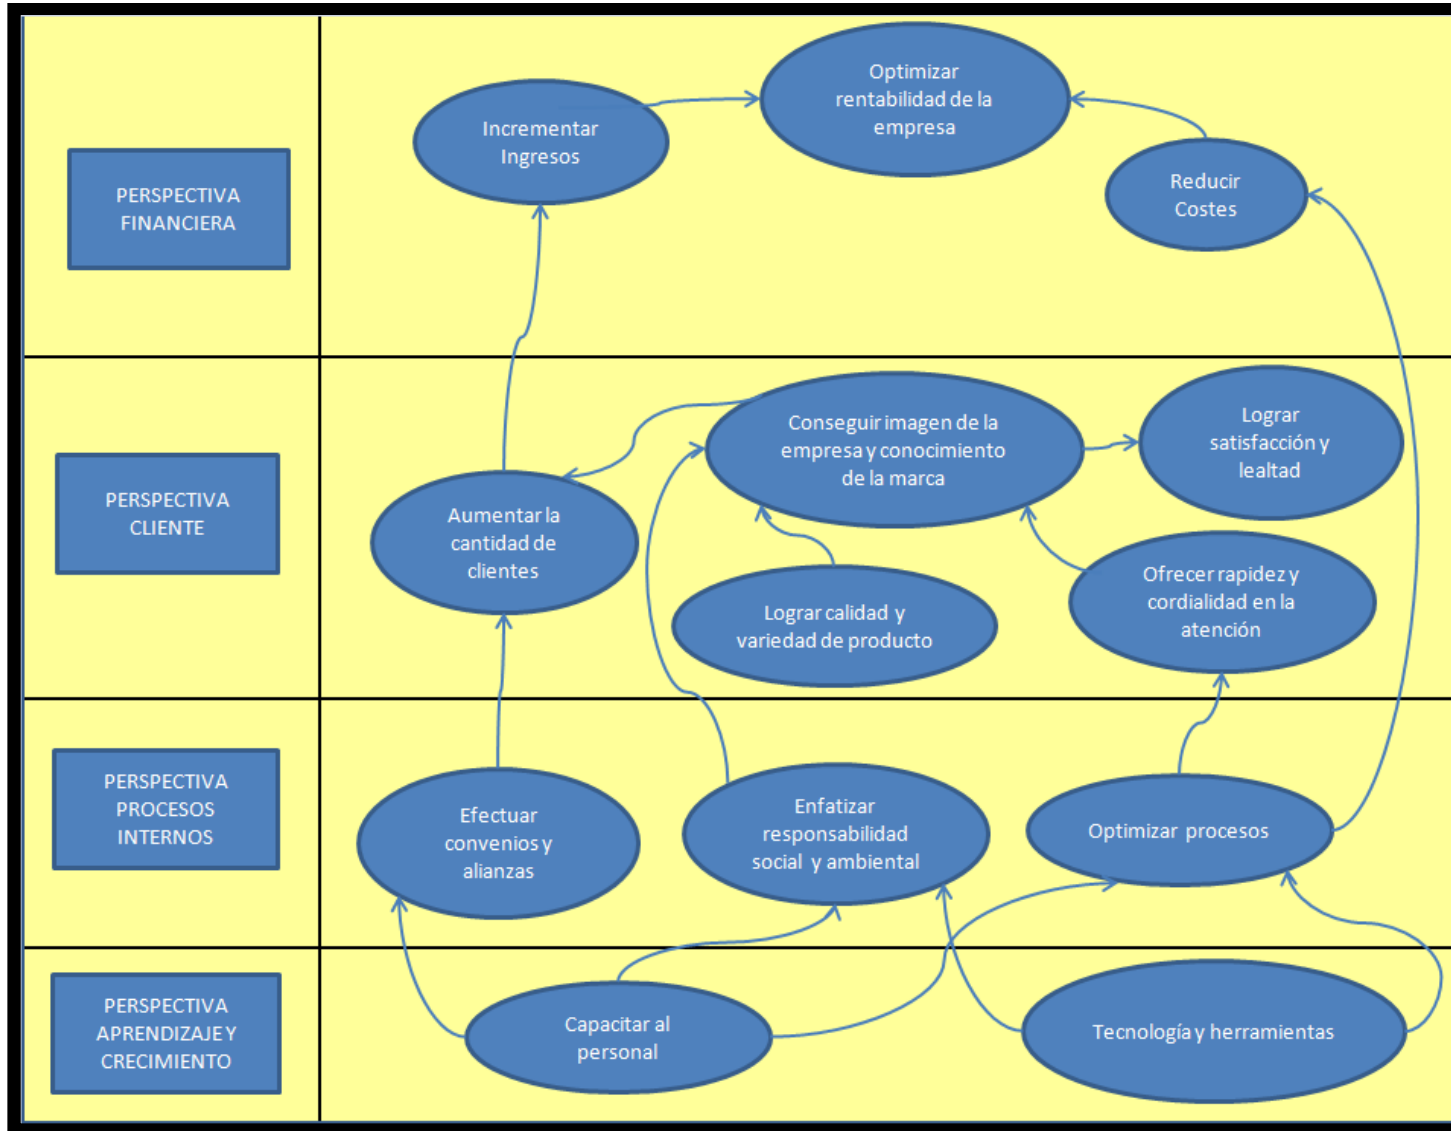 PERSPECTIVA
FINANCIERA
Incrementar
Ingresos
Optimizar
rentabilidad de la
empresa
Reducir
Costes
PERSPECTIVA
CLIENTE
Aumentar la
cantidad de
clientes
Conseguir imagen de la
empresa y conocimiento
de la marca
Lograr
satisfacción y
lealtad
Lograr calidad y
variedad de producto
Ofrecer rapidez y
cordialidad en la
atención
PERSPECTIVA
PROCESOS
INTERNOS
Efectuar
convenios y
alianzas
Enfatizar
responsabilidad
social y ambiental
Optimizar procesos
PERSPECTIVA
APRENDIZAJE Y
CRECIMIENTO
Capacitar al
personal
Tecnología y herramientas